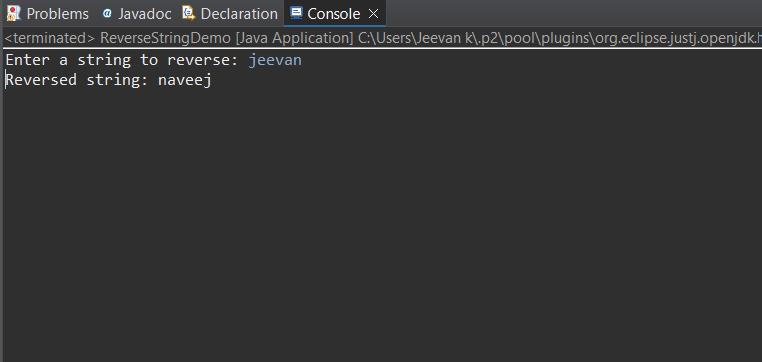 Problems @ Javadoc Declaration Console
<terminated> ReverseStringDemo [Java Application] C:\Users\Jeevan k\.p2\pool\plugins\org.eclipse.justj.openjdk.h
Enter a string to reverse: jeevan
Reversed string: naveej